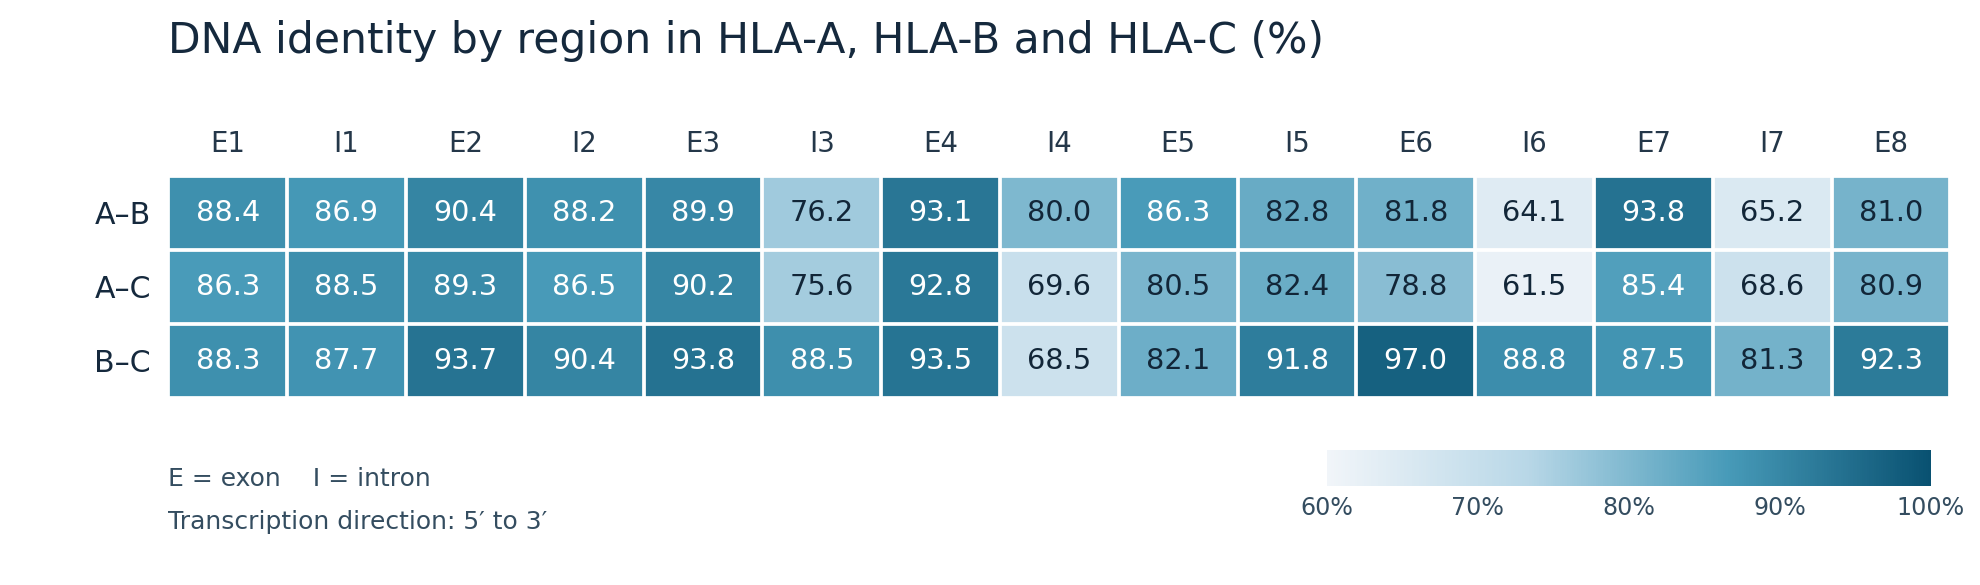 DNA identity by region in HLA-A, HLA-B and HLA-C (%)
E1 I1 E2 I2 E3 I3 E4 I4 E5 I5 E6 I6 E7 I7 E8
A–B 88.4 86.9 90.4 88.2 89.9 76.2 93.1 80.0 86.3 82.8 81.8 64.1 93.8 65.2 81.0
A–C 86.3 88.5 89.3 86.5 90.2 75.6 92.8 69.6 80.5 82.4 78.8 61.5 85.4 68.6 80.9
B–C 88.3 87.7 93.7 90.4 93.8 88.5 93.5 68.5 82.1 91.8 97.0 88.8 87.5 81.3 92.3
E = exon I = intron
Transcription direction: 5′ to 3′
60% 70% 80% 90% 100%